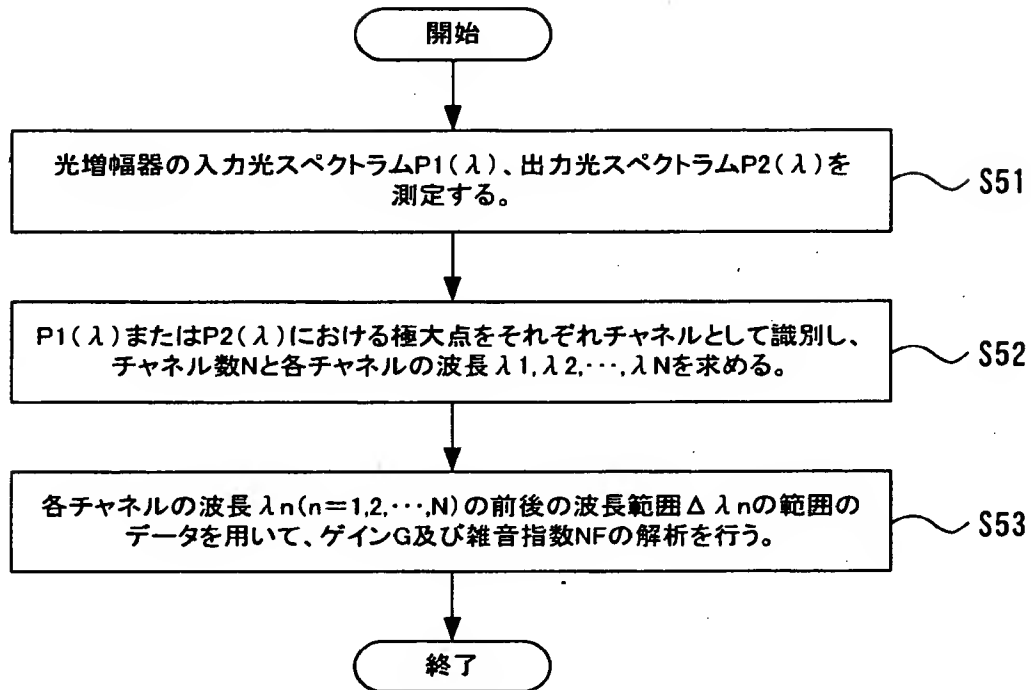 開始
光増幅器の入力光スペクトラムP1(λ)、出力光スペクトラムP2(λ)を
測定する。
S51
P1(λ)またはP2(λ)における極大点をそれぞれチャネルとして識別し、
チャネル数Nと各チャネルの波長λ1,λ2,･･･,λNを求める。
S52
各チャネルの波長λn(n=1,2,･･･,N)の前後の波長範囲Δλnの範囲の
データを用いて、ゲインG及び雑音指数NFの解析を行う。
S53
終了